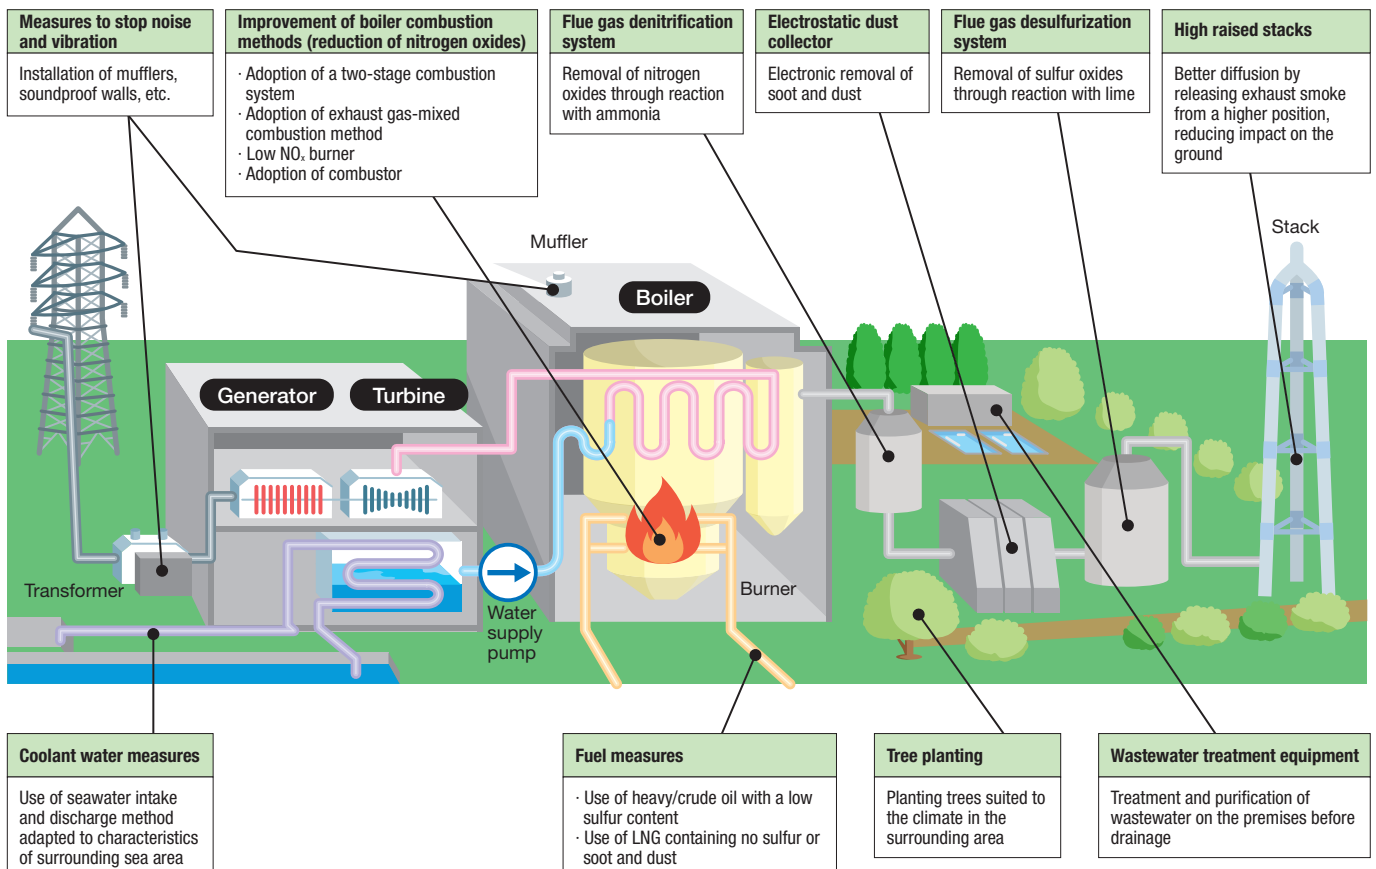 Measures to stop noise
and vibration
Installation of mufflers,
soundproof walls, etc.
Improvement of boiler combustion
methods (reduction of nitrogen oxides)
· Adoption of a two-stage combustion
system
· Adoption of exhaust gas-mixed
combustion method
· Low NOx burner
· Adoption of combustor
Flue gas denitrification
system
Removal of nitrogen
oxides through reaction
with ammonia
Electrostatic dust
collector
Electronic removal of
soot and dust
Flue gas desulfurization
system
Removal of sulfur oxides
through reaction with lime
High raised stacks
Better diffusion by
releasing exhaust smoke
from a higher position,
reducing impact on the
ground
Stack
Muffler
Boiler
Generator
Turbine
Transformer
Burner
Water
supply
pump
Coolant water measures
Use of seawater intake
and discharge method
adapted to characteristics
of surrounding sea area
Fuel measures
· Use of heavy/crude oil with a low
sulfur content
· Use of LNG containing no sulfur or
soot and dust
Tree planting
Planting trees suited to
the climate in the
surrounding area
Wastewater treatment equipment
Treatment and purification of
wastewater on the premises before
drainage